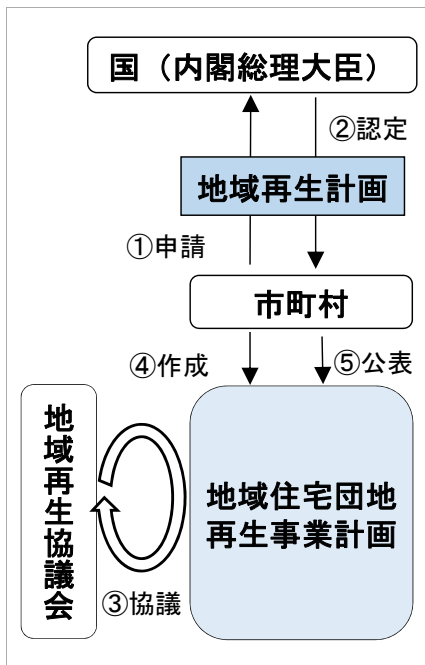 国（内閣総理大臣）
②認定
地域再生計画
①申請
市町村
④作成
⑤公表
地域再生協議会
地域住宅団地
再生事業計画
③協議